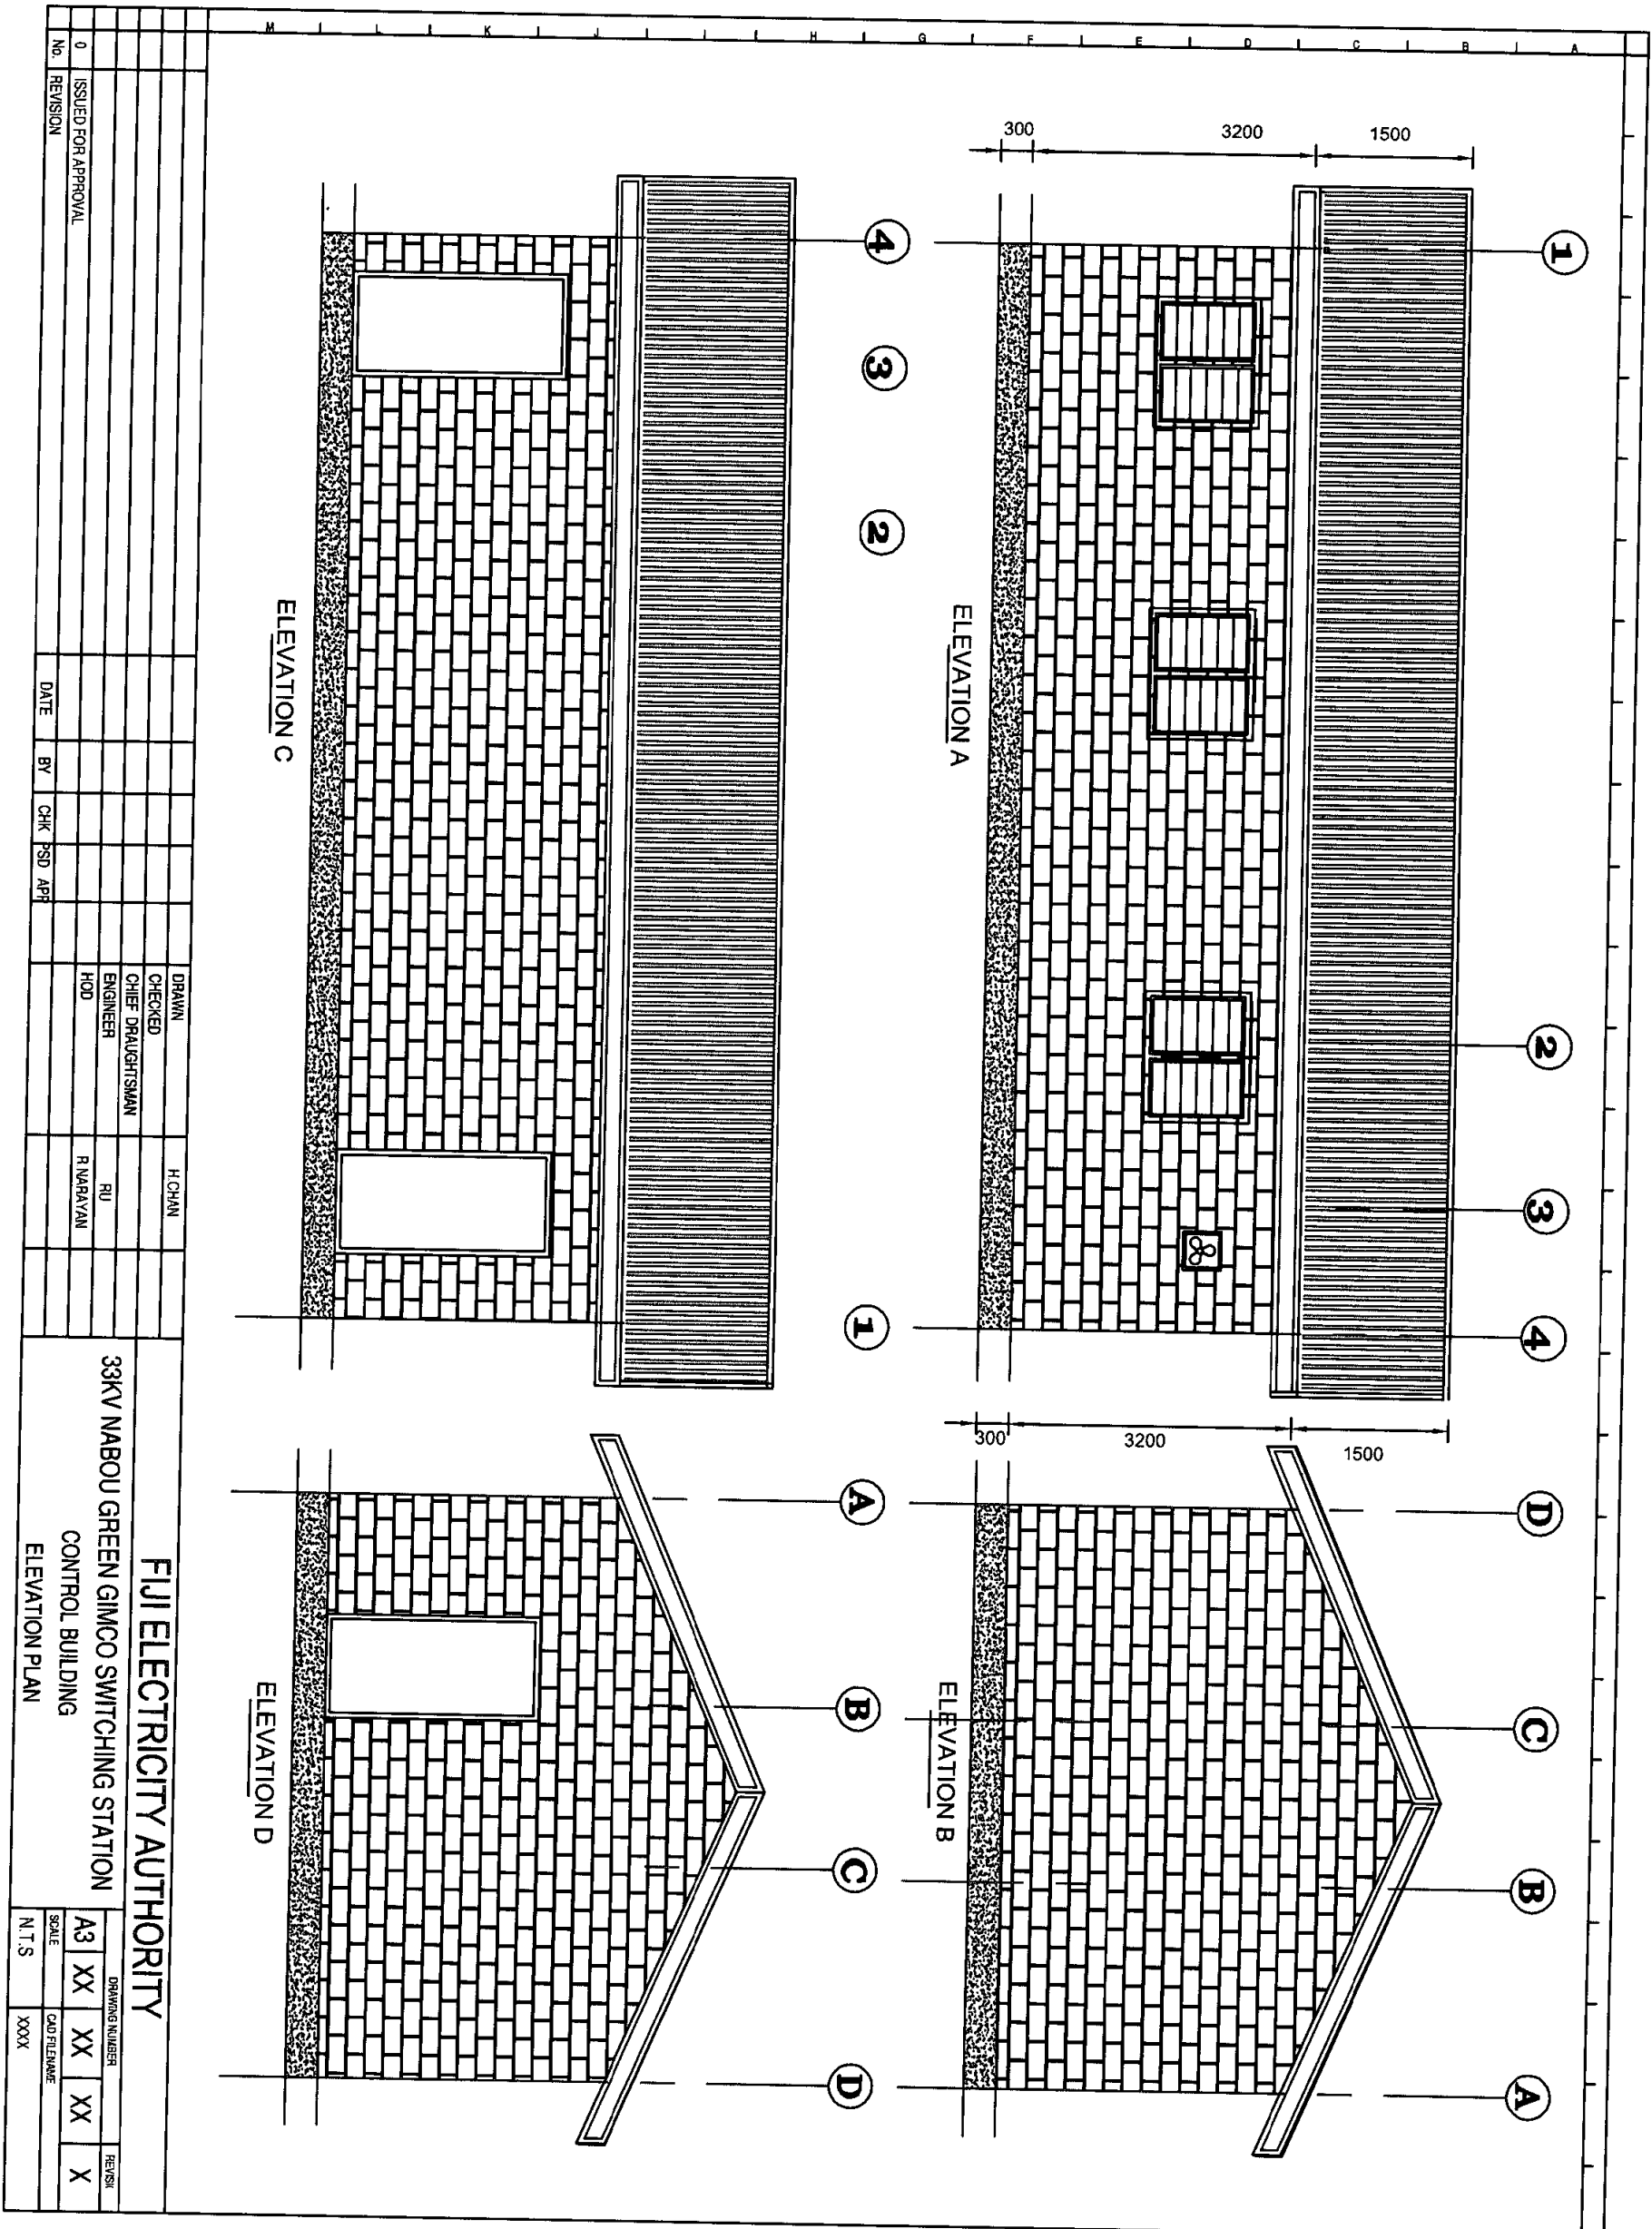 A
B
C
D
E
F
G
H
J
K
L
M
1
2
3
4
1500
3200
300
ELEVATION A
D
C
B
A
1500
3200
300
ELEVATION B
4
3
2
1
ELEVATION C
A
B
C
D
ELEVATION D
0 ISSUED FOR APPROVAL
No. REVISION DATE BY CHK PSD APP
DRAWN H.CHAN
CHECKED
CHIEF DRAUGHTSMAN
ENGINEER RU
HOD R.NARAYAN
FIJI ELECTRICITY AUTHORITY
33KV NABOU GREEN GIMCO SWITCHING STATION
CONTROL BUILDING
ELEVATION PLAN
DRAWING NUMBER REVISN
A3 XX XX XX X
SCALE CAD FILENAME
N.T.S XXXX